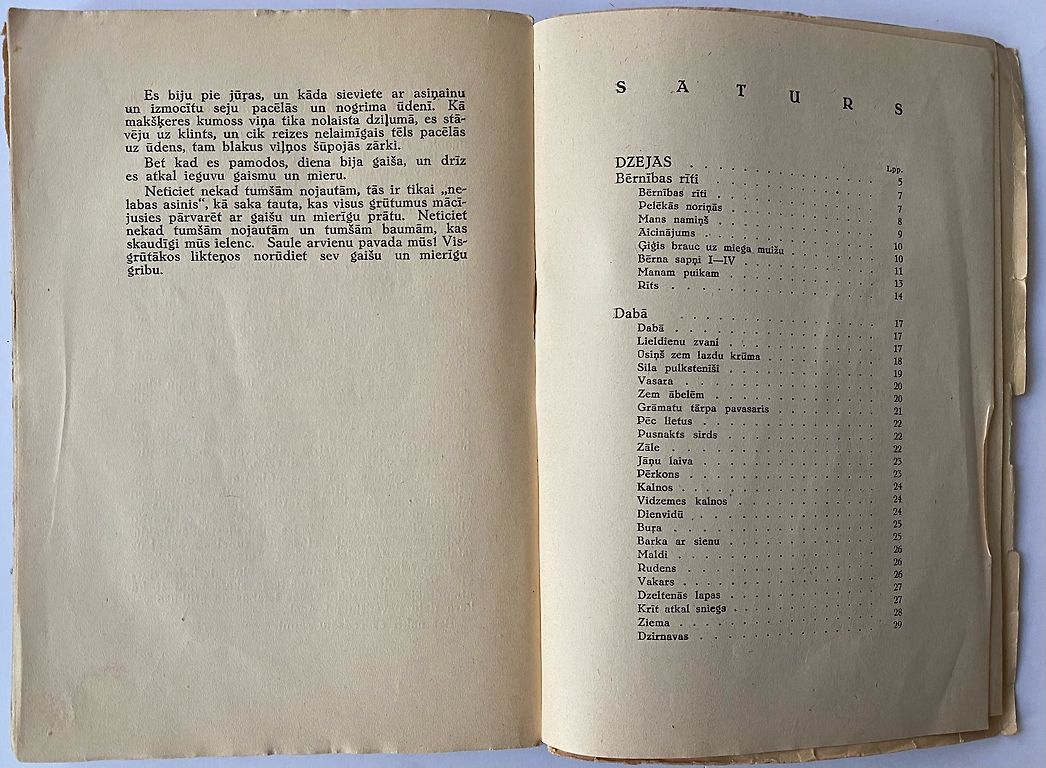 Es biju pie jūŗas, un kāda sieviete ar asiņainu
un izmocītu seju pacēlās un nogrima ūdenī. Kā
makšķeres kumoss viņa tika nolaista dziļumā, es stā-
vēju uz klints, un cik reizes nelaimīgais tēls pacēlās
uz ūdens, tam blakus viļņos šūpojās zārki.
Bet kad es pamodos, diena bija gaiša, un drīz
es atkal ieguvu gaismu un mieru.
Neticiet nekad tumšām nojautām, tās ir tikai „ne-
labas asinis“, kā saka tauta, kas visus grūtumus mācī-
jusies pārvarēt ar gaišu un mierīgu prātu. Neticiet
nekad tumšām nojautām un tumšām baumām, kas
skaudīgi mūs ielenc. Saule arvienu pavada mūs! Vis-
grūtākos likteņos norūdiet sev gaišu un mierīgu
gribu.
SATURS
Lpp.
DZEJAS . . . . . . . . . . 5
Bērnības rīti . . . . . . . . . . 7
Bērnības rīti . . . . . . . . . . 7
Pelēkās noriņās . . . . . . . . . . 8
Mans namiņš . . . . . . . . . . 9
Aicinājums . . . . . . . . . . 10
Ģiģis brauc uz miega muižu . . . . . . 10
Bērna sapņi I—IV . . . . . . . . . . 11
Manam puikam . . . . . . . . . . 13
Rīts . . . . . . . . . . 14
Dabā . . . . . . . . . . 17
Dabā . . . . . . . . . . 17
Lieldienu zvani . . . . . . . . . . 17
Ūsiņš zem lazdu krūma . . . . . . . . 18
Sila pulkstenīši . . . . . . . . . . 19
Vasara . . . . . . . . . . 20
Zem ābelēm . . . . . . . . . . 20
Grāmatu tārpa pavasaris . . . . . . . 21
Pēc lietus . . . . . . . . . . 22
Pusnakts sirds . . . . . . . . . . 22
Zāle . . . . . . . . . . 22
Jāņu laiva . . . . . . . . . . 23
Pērkons . . . . . . . . . . 23
Kalnos . . . . . . . . . . 24
Vidzemes kalnos . . . . . . . . . . 24
Dienvidū . . . . . . . . . . 24
Buŗa . . . . . . . . . . 25
Barka ar sienu . . . . . . . . . . 25
Maldi . . . . . . . . . . 26
Rudens . . . . . . . . . . 26
Vakars . . . . . . . . . . 26
Dzeltenās lapas . . . . . . . . . . 27
Krīt atkal sniegs . . . . . . . . . . 27
Ziema . . . . . . . . . . 28
Dzirnavas . . . . . . . . . . 29